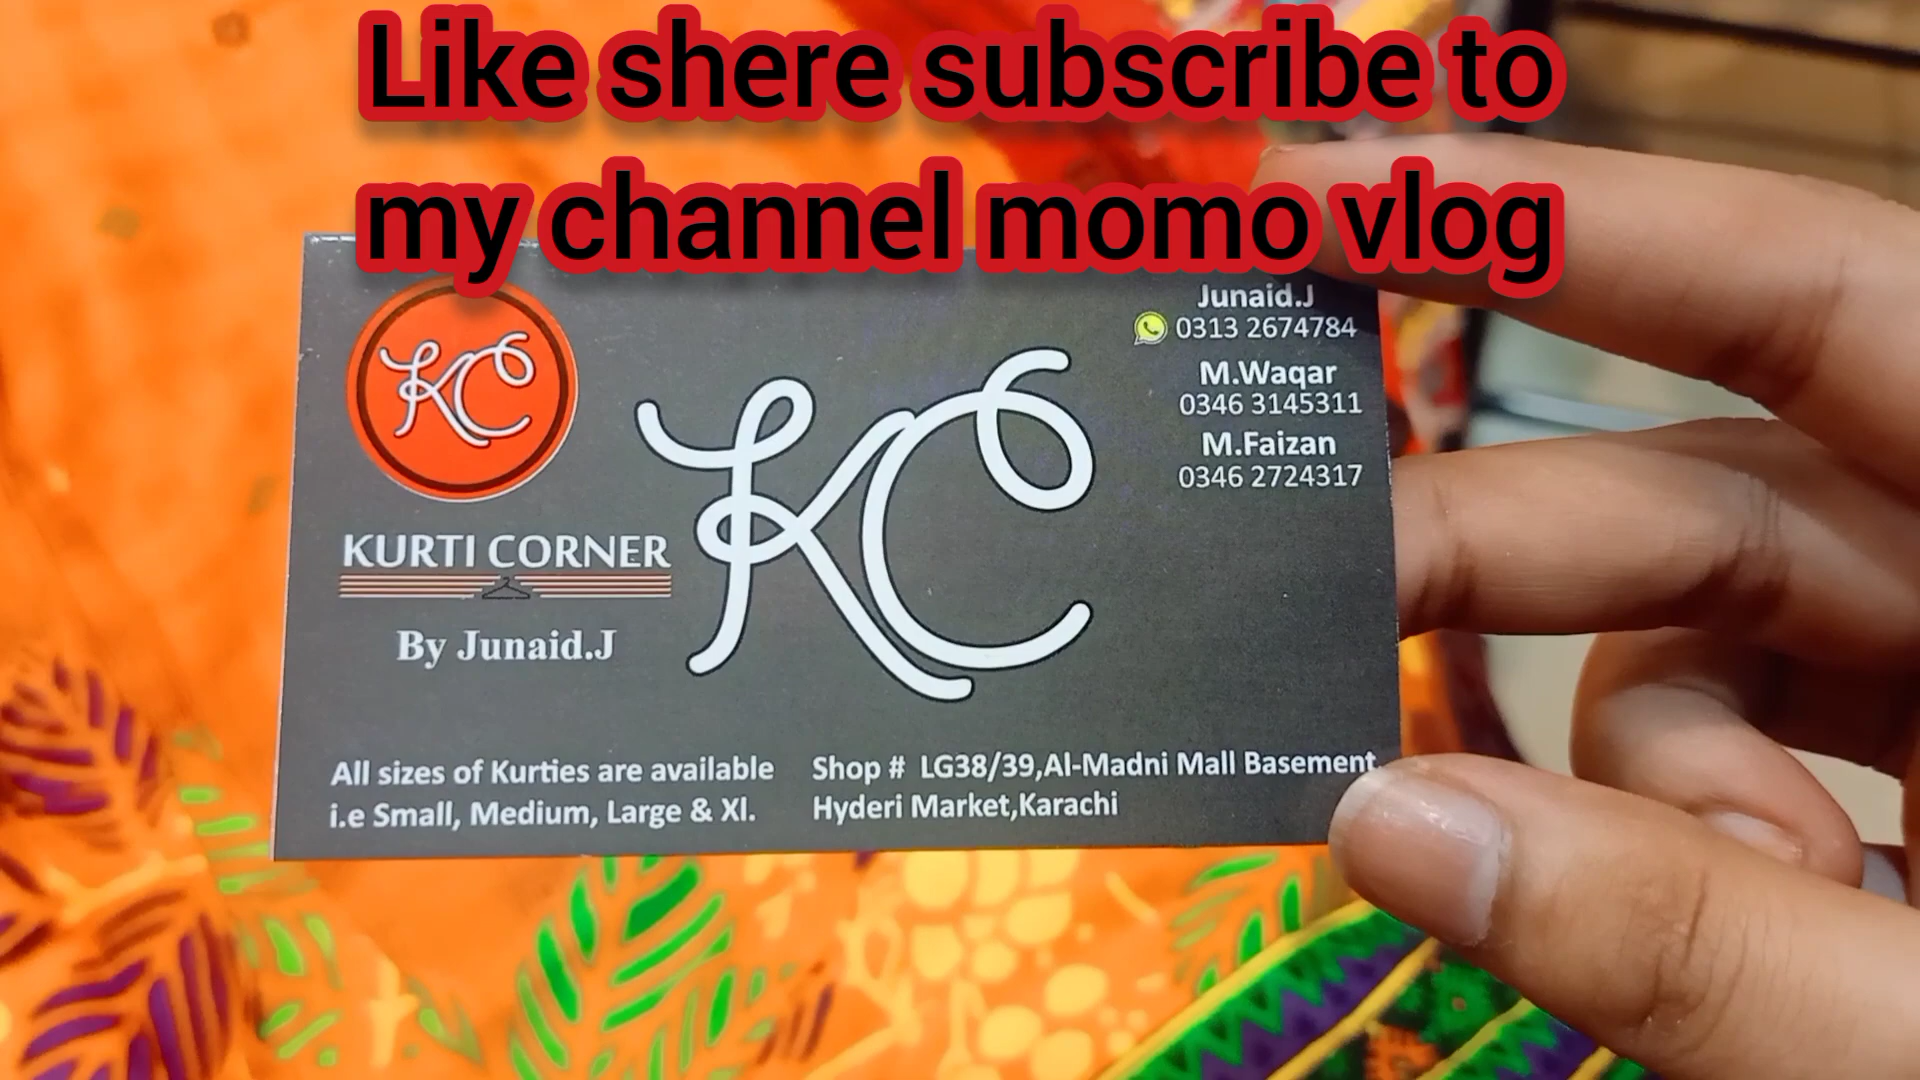 Like shere subscribe to
my channel momo vlog
KC
KURTI CORNER
By Junaid.J
KC
Junaid.J
0313 2674784
M.Waqar
0346 3145311
M.Faizan
0346 2724317
All sizes of Kurties are available
i.e Small, Medium, Large & Xl.
Shop # LG38/39,Al-Madni Mall Basement
Hyderi Market,Karachi